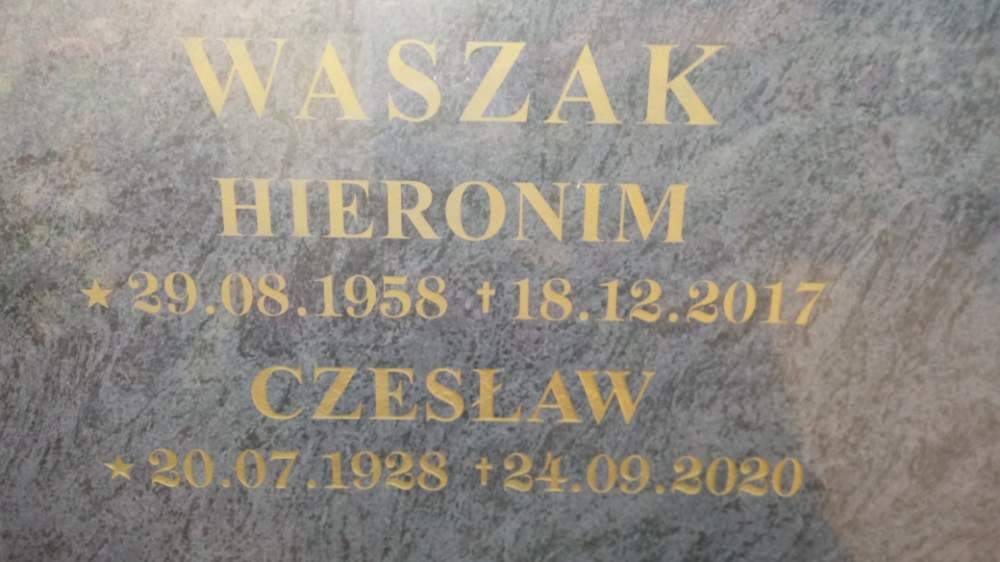 WASZAK
HIERONIM
★29.08.1958 †18.12.2017
CZESŁAW
★20.07.1928 †24.09.2020